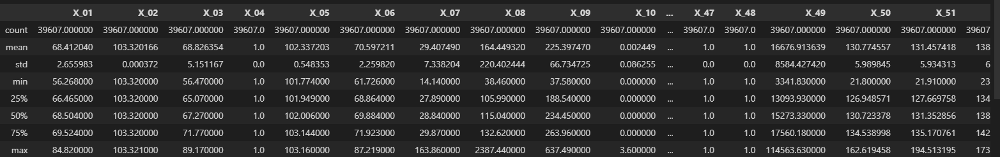 X_01 X_02 X_03 X_04 X_05 X_06 X_07 X_08 X_09 X_10 ... X_47 X_48 X_49 X_50 X_51
count 39607.000000 39607.000000 39607.000000 39607.0 39607.000000 39607.000000 39607.000000 39607.000000 39607.000000 39607.000000 ... 39607.0 39607.0 39607.000000 39607.000000 39607.000000 39607
mean 68.412040 103.320166 68.826354 1.0 102.337203 70.597211 29.407490 164.449320 225.397470 0.002449 ... 1.0 1.0 16676.913639 130.774557 131.457418 138
std 2.655983 0.000372 5.151167 0.0 0.548353 2.259820 7.338204 220.402444 66.734725 0.086255 ... 0.0 0.0 8584.427420 5.989845 5.934313 6
min 56.268000 103.320000 56.470000 1.0 101.774000 61.726000 14.140000 38.460000 37.580000 0.000000 ... 1.0 1.0 3341.830000 21.800000 21.910000 23
25% 66.465000 103.320000 65.070000 1.0 101.949000 68.864000 27.890000 105.990000 188.540000 0.000000 ... 1.0 1.0 13093.930000 126.948571 127.669758 134
50% 68.504000 103.320000 67.270000 1.0 102.006000 69.884000 28.840000 115.040000 234.450000 0.000000 ... 1.0 1.0 15273.330000 130.723378 131.352856 138
75% 69.524000 103.320000 71.770000 1.0 103.144000 71.923000 29.870000 132.620000 263.960000 0.000000 ... 1.0 1.0 17560.180000 134.538998 135.170761 142
max 84.820000 103.321000 89.170000 1.0 103.160000 87.219000 163.860000 2387.440000 637.490000 3.600000 ... 1.0 1.0 114563.630000 162.619458 194.513195 173